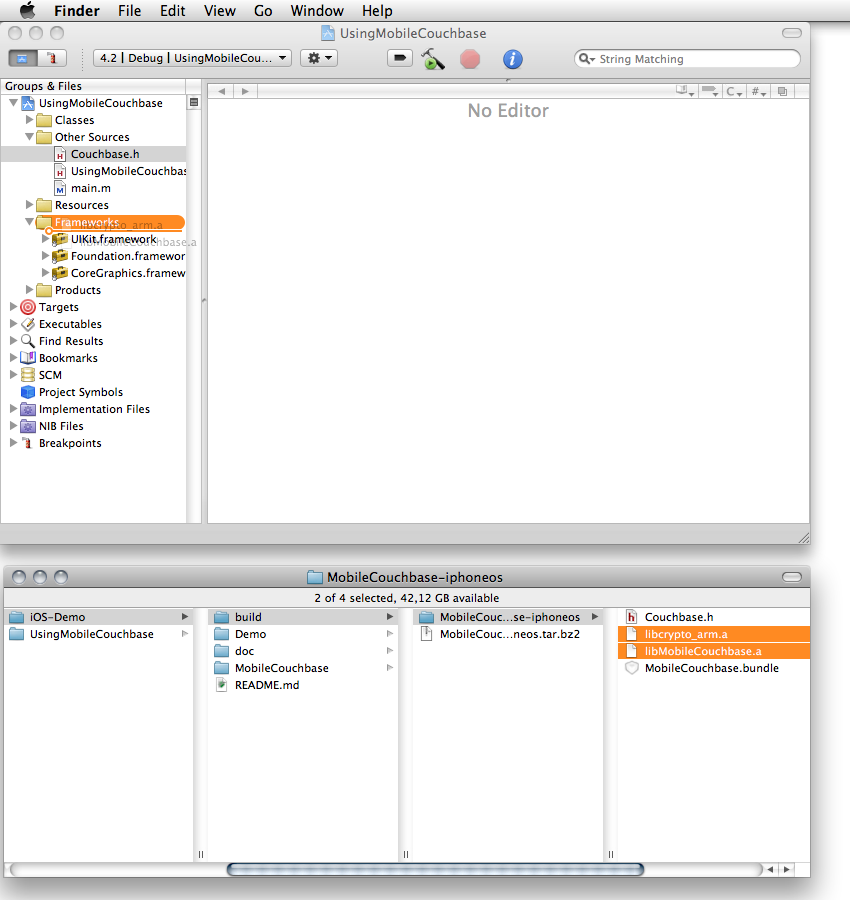 Finder File Edit View Go Window Help
UsingMobileCouchbase
4.2 | Debug | UsingMobileCou...
String Matching
Groups & Files
UsingMobileCouchbase
Classes
Other Sources
Couchbase.h
UsingMobileCouchbas
main.m
Resources
Frameworks
libcrypto_arm.a
UIKit.framework
libMobileCouchbase.a
Foundation.framewor
CoreGraphics.framew
Products
Targets
Executables
Find Results
Bookmarks
SCM
Project Symbols
Implementation Files
NIB Files
Breakpoints
C #
No Editor
MobileCouchbase-iphoneos
2 of 4 selected, 42,12 GB available
iOS-Demo
UsingMobileCouchbase
build
Demo
doc
MobileCouchbase
README.md
MobileCouc...se-iphoneos
MobileCouc...neos.tar.bz2
Couchbase.h
libcrypto_arm.a
libMobileCouchbase.a
MobileCouchbase.bundle